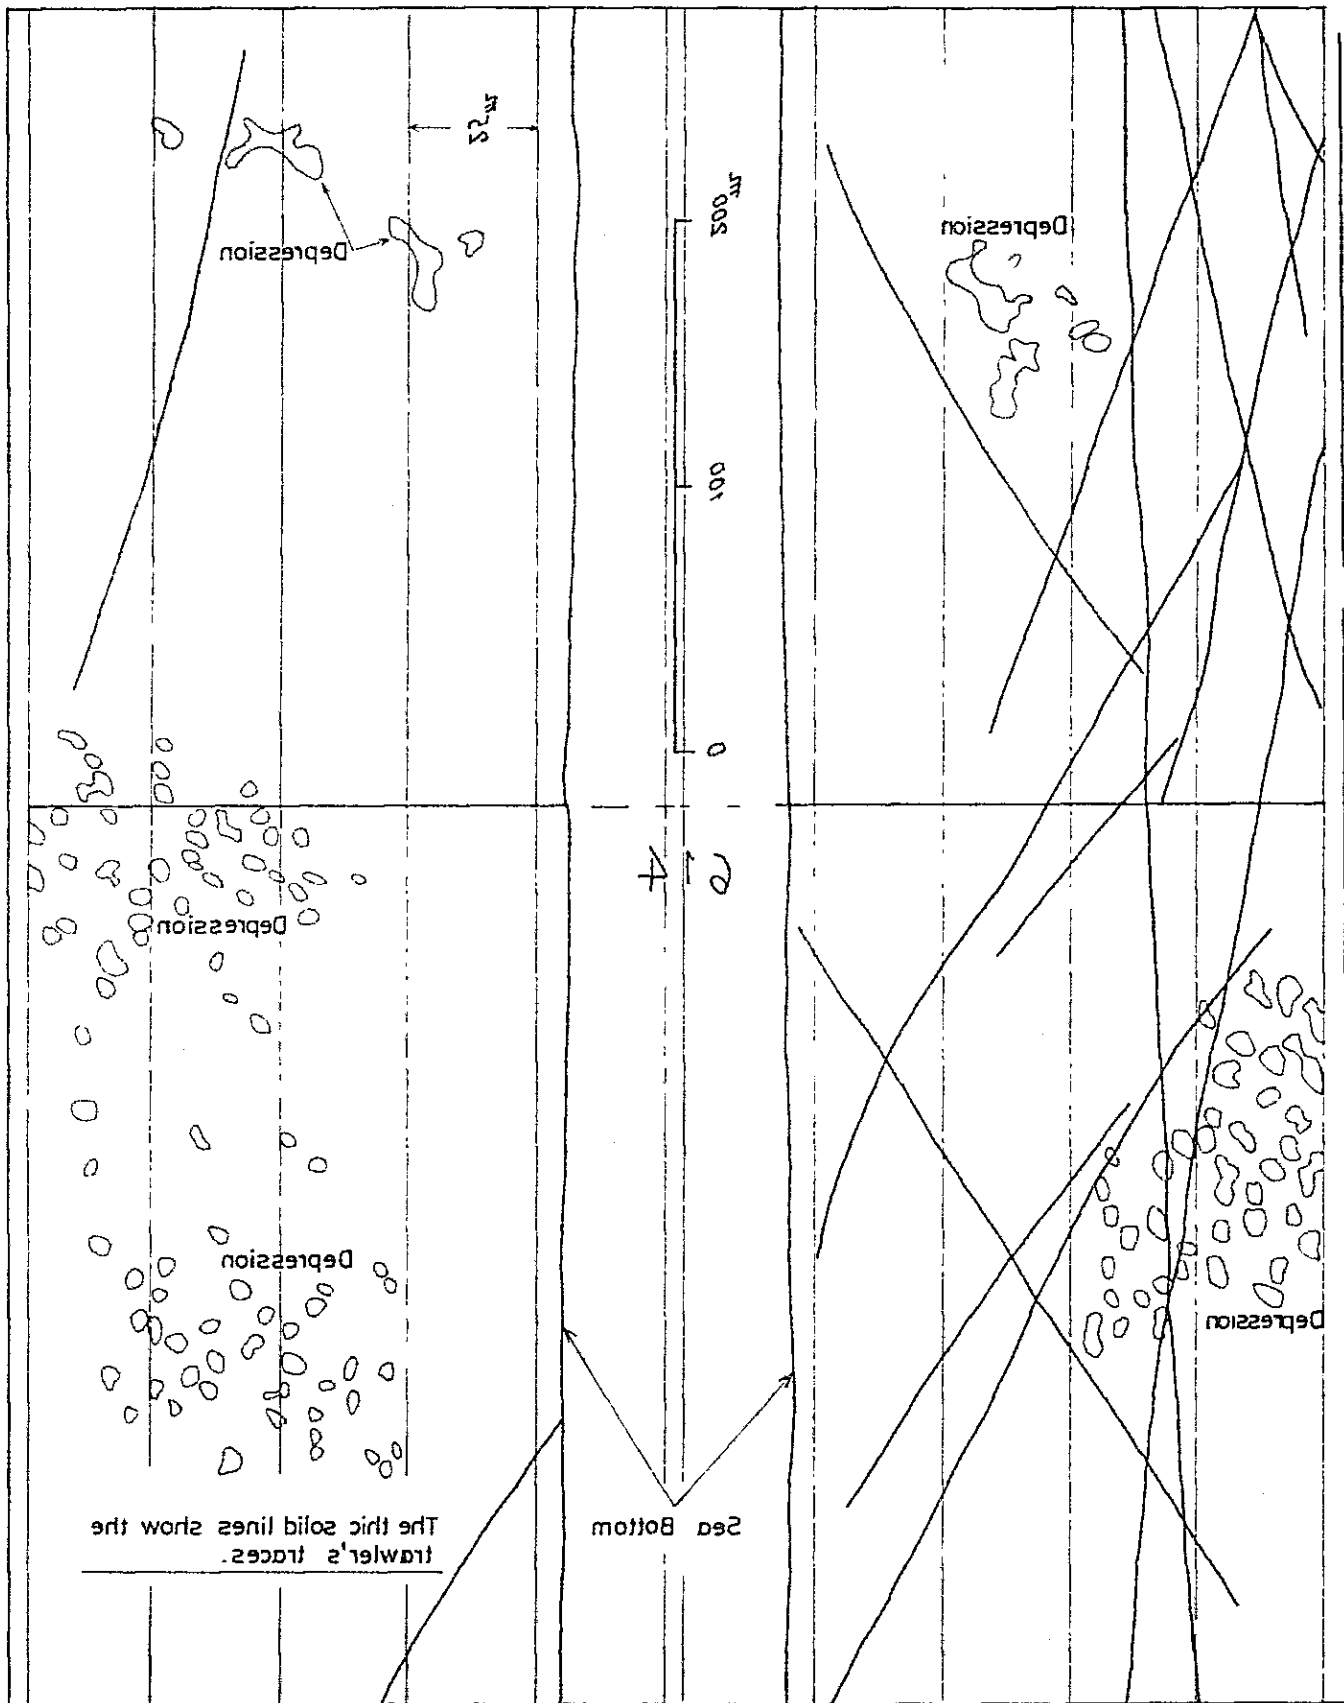 25m
200m
Depression
Depression
100
0
614
Depression
Depression
Depression
Sea Bottom
The thic solid lines show the
trawler's traces.